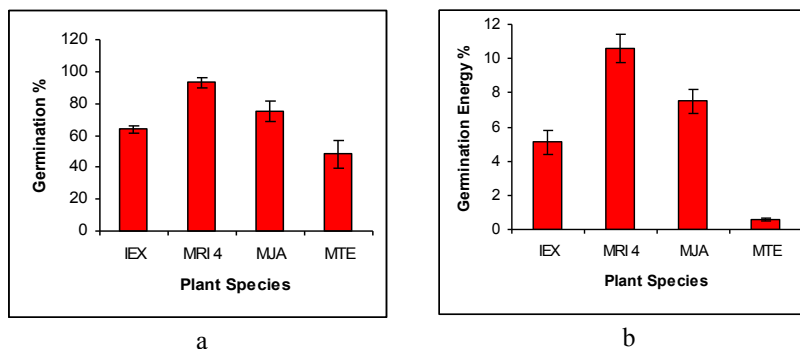 Germination %
120
100
80
60
40
20
0
IEX MRI 4 MJA MTE
Plant Species
a
Germination Energy %
12
10
8
6
4
2
0
IEX MRI 4 MJA MTE
Plant Species
b